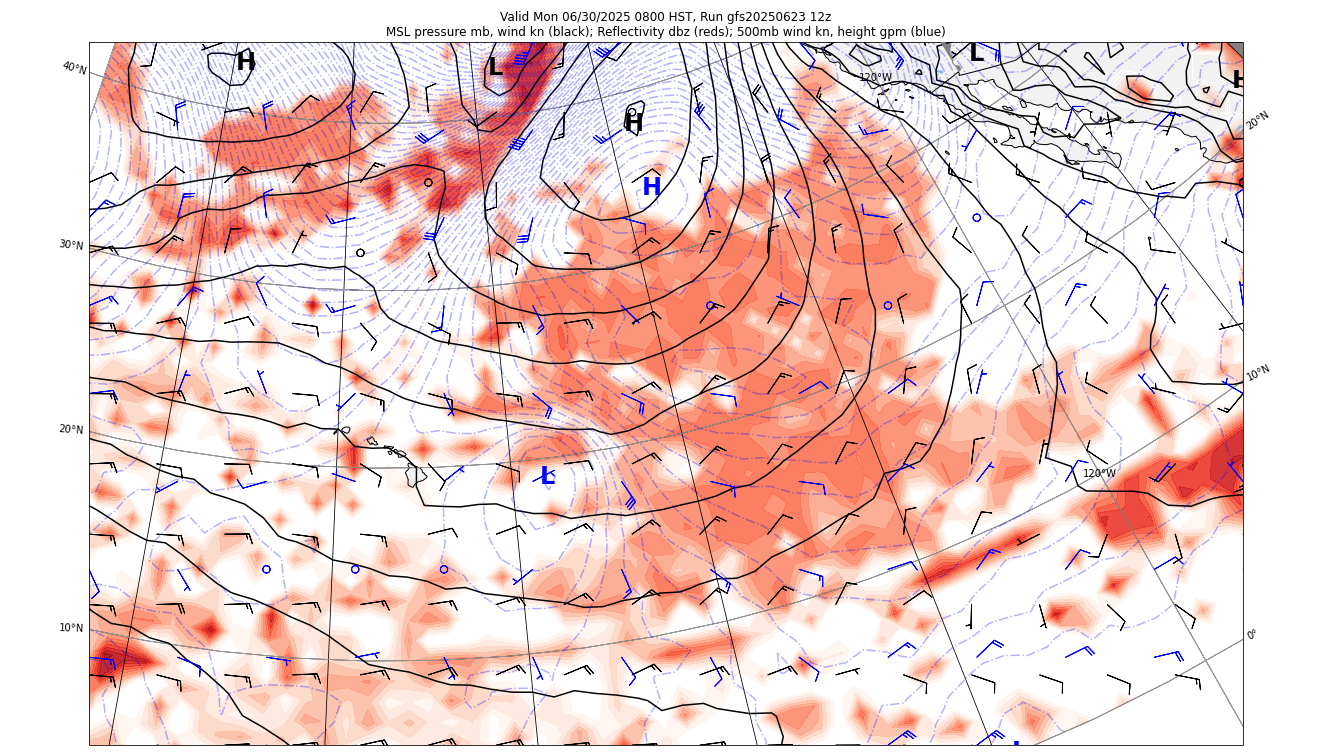 Valid Mon 06/30/2025 0800 HST, Run gfs20250623 12z
MSL pressure mb, wind kn (black); Reflectivity dbz (reds); 500mb wind kn, height gpm (blue)
H
L
L
H
40°N
120°W
20°N
H
H
30°N
10°N
20°N
L
120°W
10°N
0°